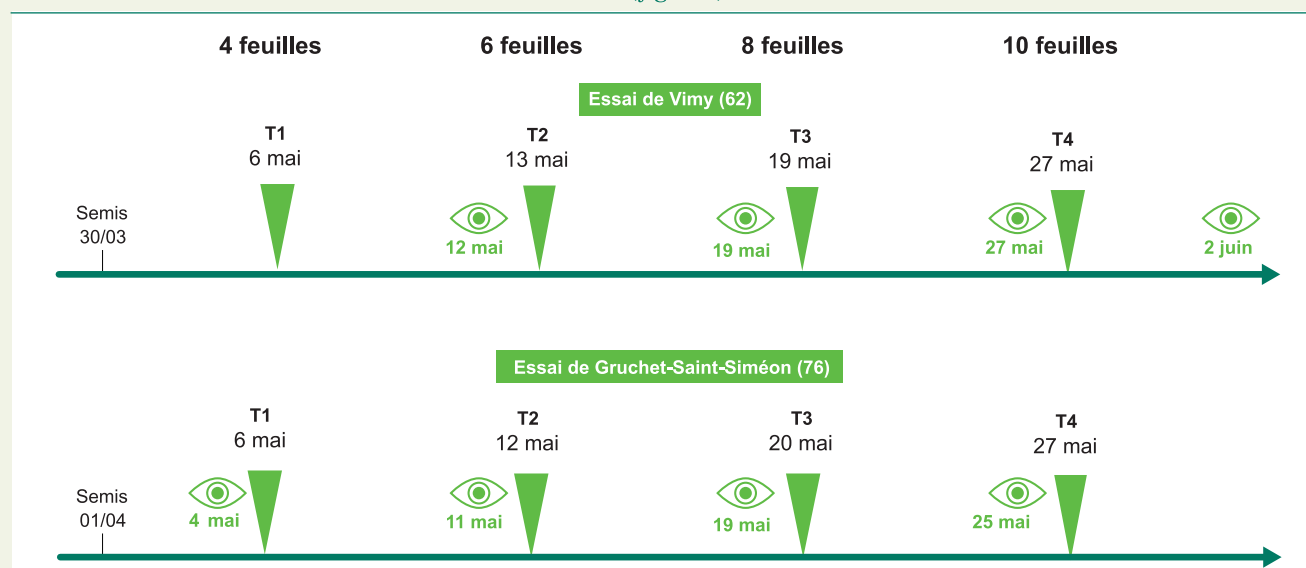 4 feuilles
6 feuilles
8 feuilles
10 feuilles
Essai de Vimy (62)
T1
6 mai
T2
13 mai
T3
19 mai
T4
27 mai
Semis
30/03
12 mai
19 mai
27 mai
2 juin
Essai de Gruchet-Saint-Siméon (76)
T1
6 mai
T2
12 mai
T3
20 mai
T4
27 mai
Semis
01/04
4 mai
11 mai
19 mai
25 mai